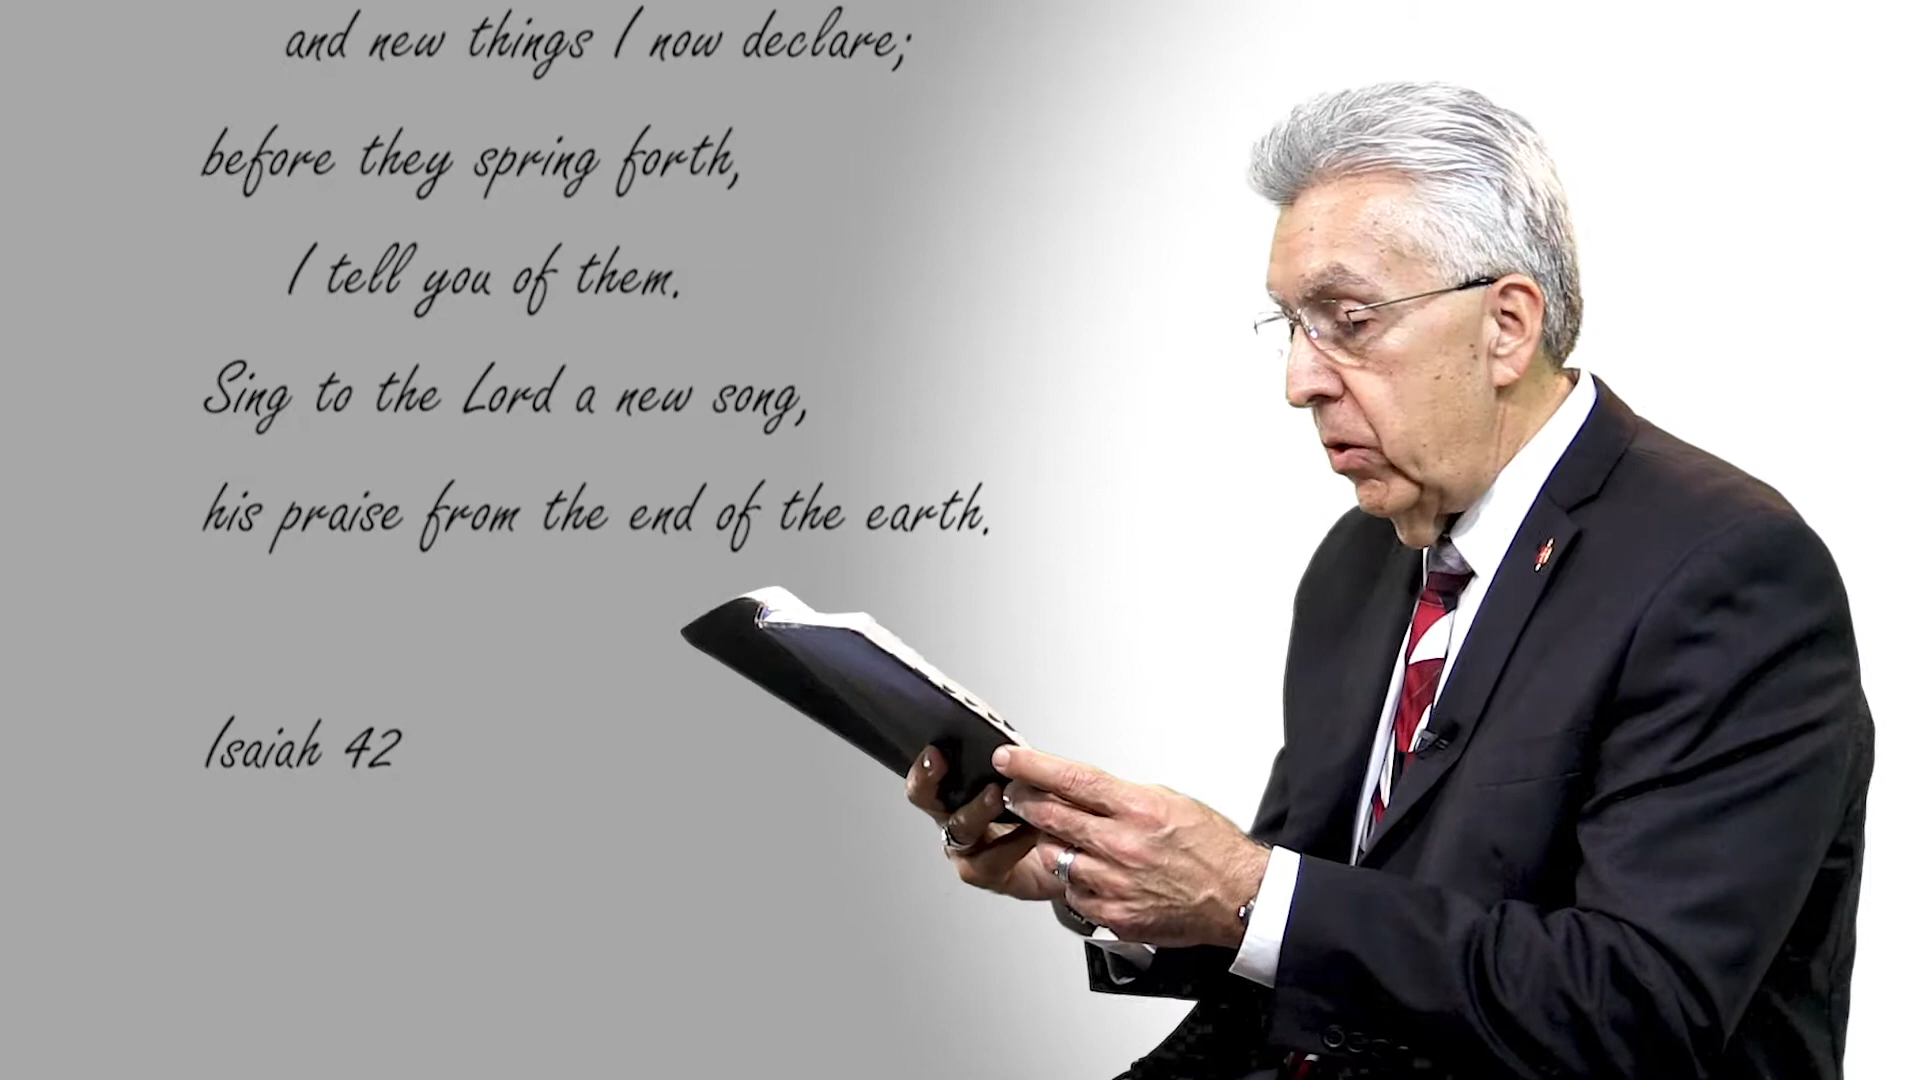 and new things I now declare;
before they spring forth,
I tell you of them.
Sing to the Lord a new song,
his praise from the end of the earth.
Isaiah 42